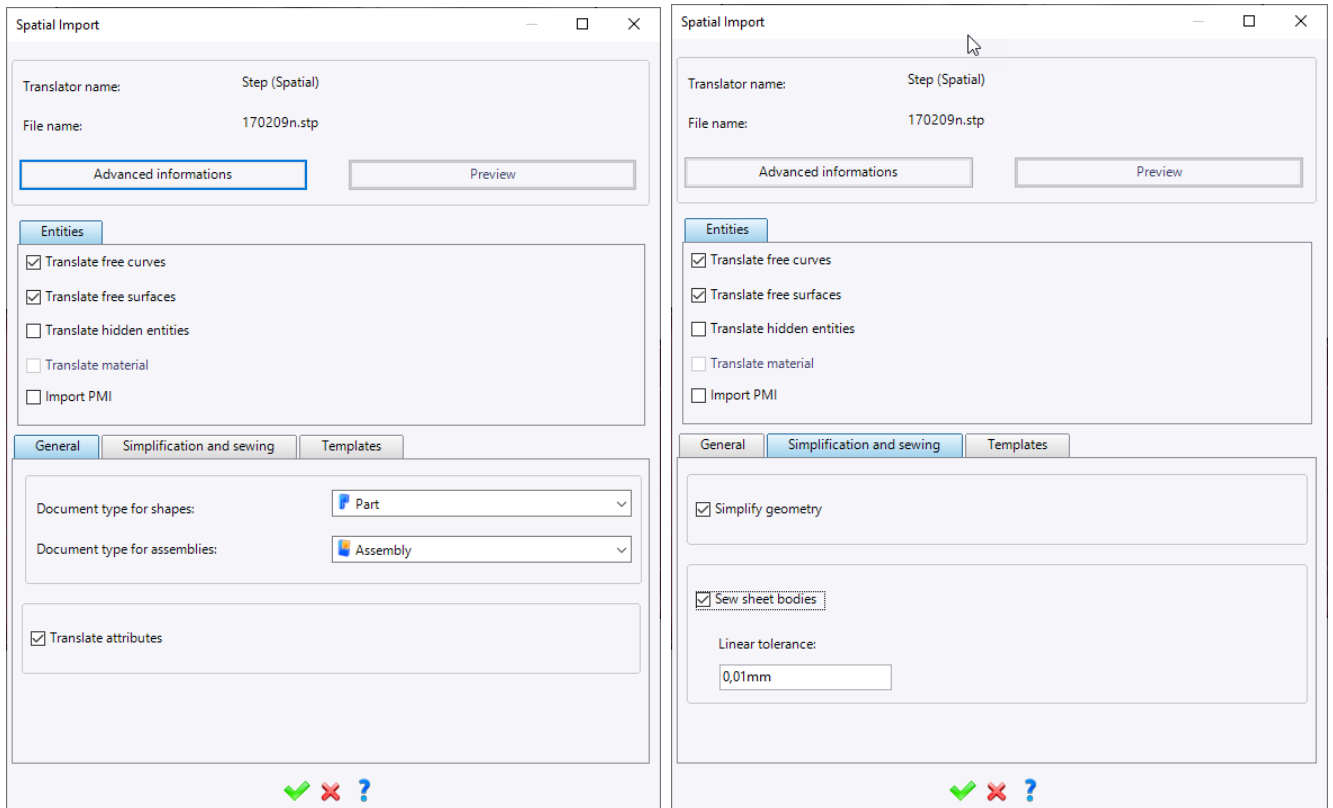 Spatial Import
Translator name: Step (Spatial)
File name: 170209n.stp
Advanced informations Preview
Entities
Translate free curves
Translate free surfaces
Translate hidden entities
Translate material
Import PMI
General Simplification and sewing Templates
Document type for shapes: Part
Document type for assemblies: Assembly
Translate attributes
Spatial Import
Translator name: Step (Spatial)
File name: 170209n.stp
Advanced informations Preview
Entities
Translate free curves
Translate free surfaces
Translate hidden entities
Translate material
Import PMI
General Simplification and sewing Templates
Simplify geometry
Sew sheet bodies
Linear tolerance:
0,01mm